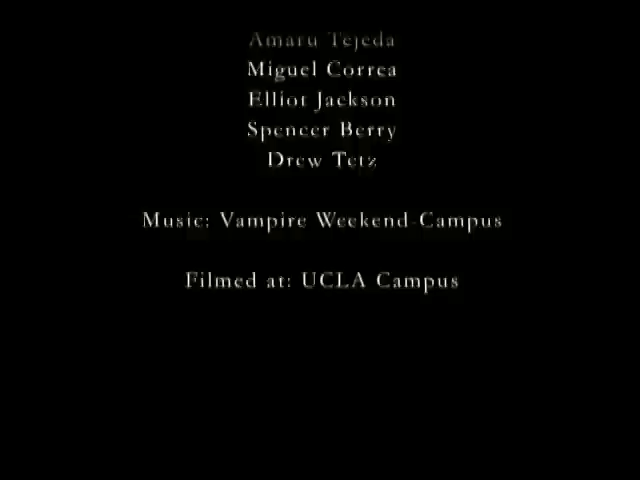 Amaru Tejeda
Miguel Correa
Elliot Jackson
Spencer Berry
Drew Tetz
Music: Vampire Weekend-Campus
Filmed at: UCLA Campus